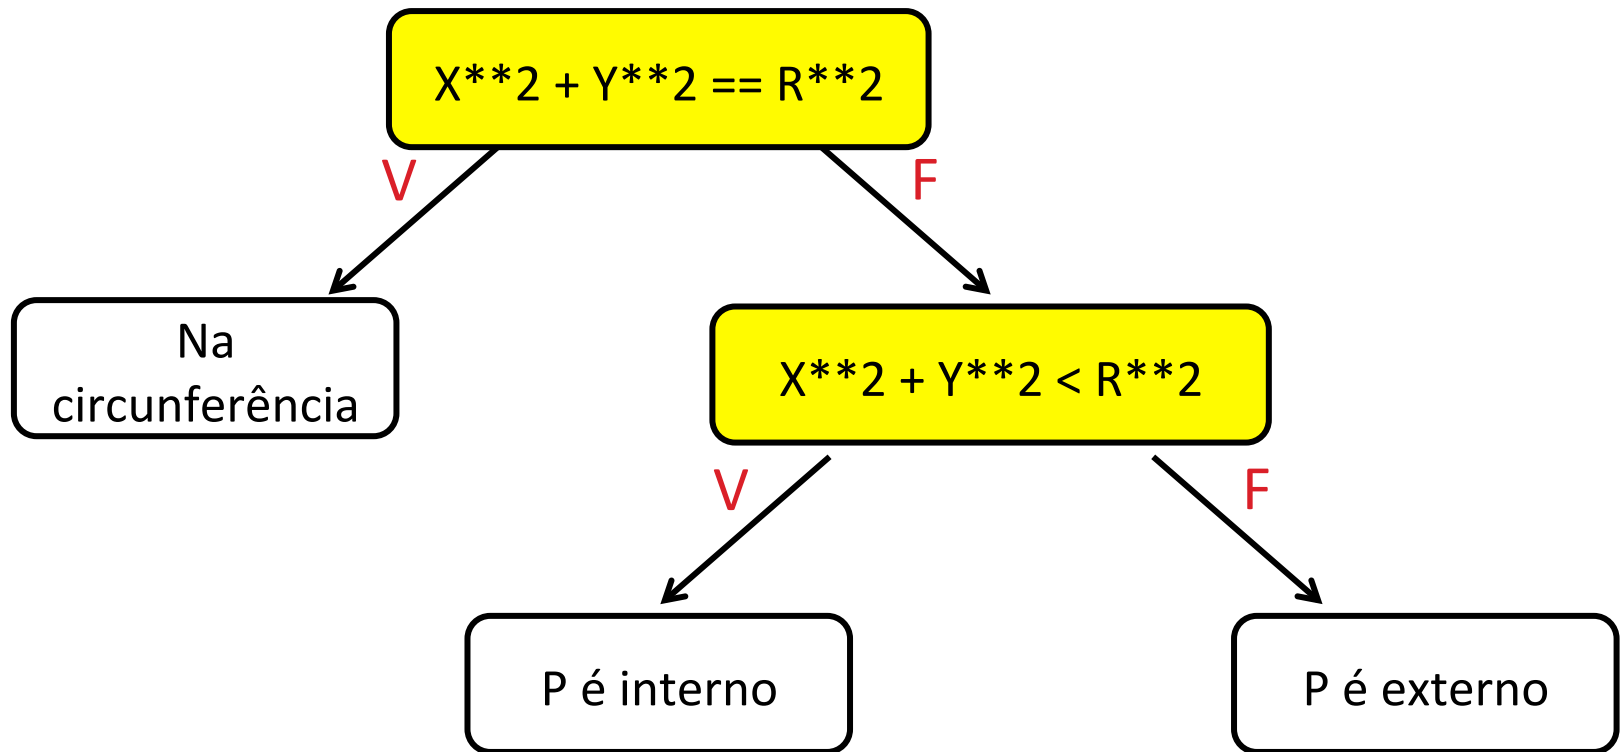 X**2 + Y**2 == R**2
V
F
Na
circunferência
X**2 + Y**2 < R**2
V
F
P é interno
P é externo